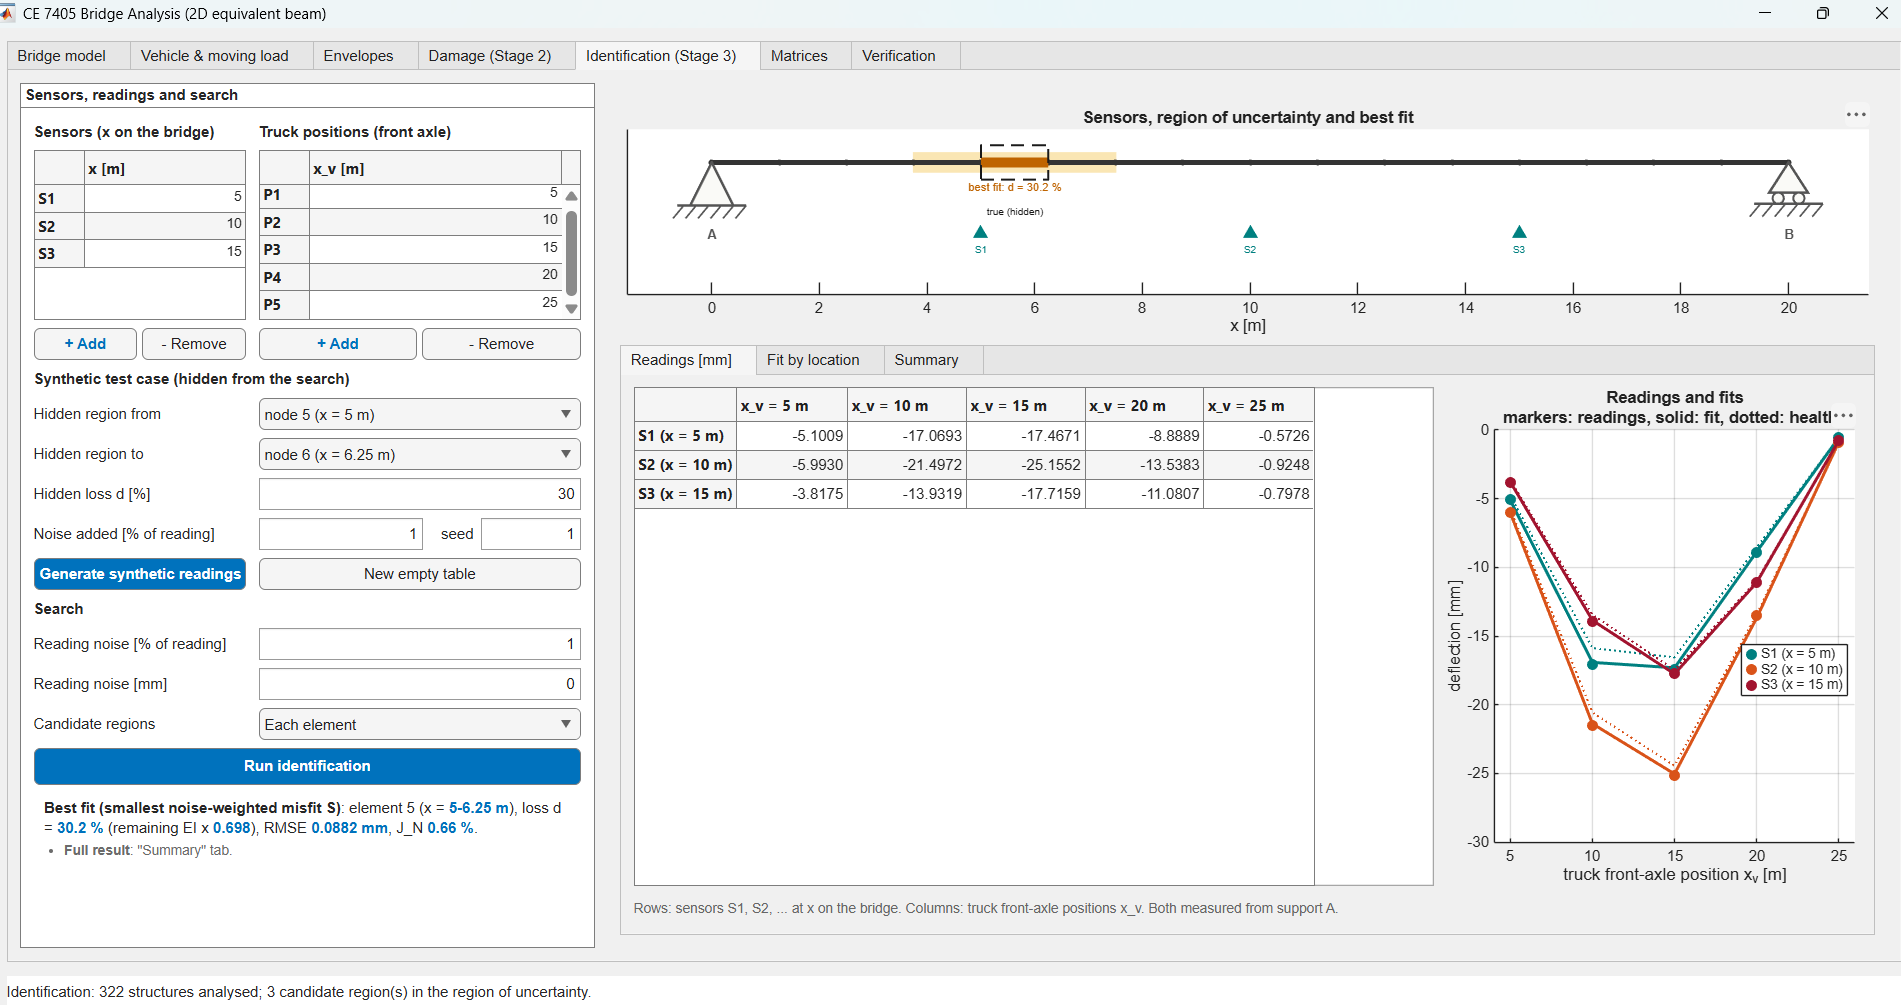 CE 7405 Bridge Analysis (2D equivalent beam)
Bridge model Vehicle & moving load Envelopes Damage (Stage 2) Identification (Stage 3) Matrices Verification
Sensors, readings and search
Sensors (x on the bridge) Truck positions (front axle)
x [m] x_v [m]
S1 5
S2 10
S3 15
P1 5
P2 10
P3 15
P4 20
P5 25
+ Add - Remove + Add - Remove
Synthetic test case (hidden from the search)
Hidden region from node 5 (x = 5 m)
Hidden region to node 6 (x = 6.25 m)
Hidden loss d [%] 30
Noise added [% of reading] 1 seed 1
Generate synthetic readings New empty table
Search
Reading noise [% of reading] 1
Reading noise [mm] 0
Candidate regions Each element
Run identification
Best fit (smallest noise-weighted misfit S): element 5 (x = 5-6.25 m), loss d
= 30.2 % (remaining EI x 0.698), RMSE 0.0882 mm, J_N 0.66 %.
• Full result: "Summary" tab.
Sensors, region of uncertainty and best fit
best fit: d = 30.2 %
true (hidden)
A B
S1 S2 S3
0 2 4 6 8 10 12 14 16 18 20
x [m]
Readings [mm] Fit by location Summary
x_v = 5 m x_v = 10 m x_v = 15 m x_v = 20 m x_v = 25 m
S1 (x = 5 m) -5.1009 -17.0693 -17.4671 -8.8889 -0.5726
S2 (x = 10 m) -5.9930 -21.4972 -25.1552 -13.5383 -0.9248
S3 (x = 15 m) -3.8175 -13.9319 -17.7159 -11.0807 -0.7978
Rows: sensors S1, S2, ... at x on the bridge. Columns: truck front-axle positions x_v. Both measured from support A.
Readings and fits
markers: readings, solid: fit, dotted: healt
0
-5
-10
-15
-20
-25
-30
deflection [mm]
S1 (x = 5 m)
S2 (x = 10 m)
S3 (x = 15 m)
5 10 15 20 25
truck front-axle position xv [m]
Identification: 322 structures analysed; 3 candidate region(s) in the region of uncertainty.